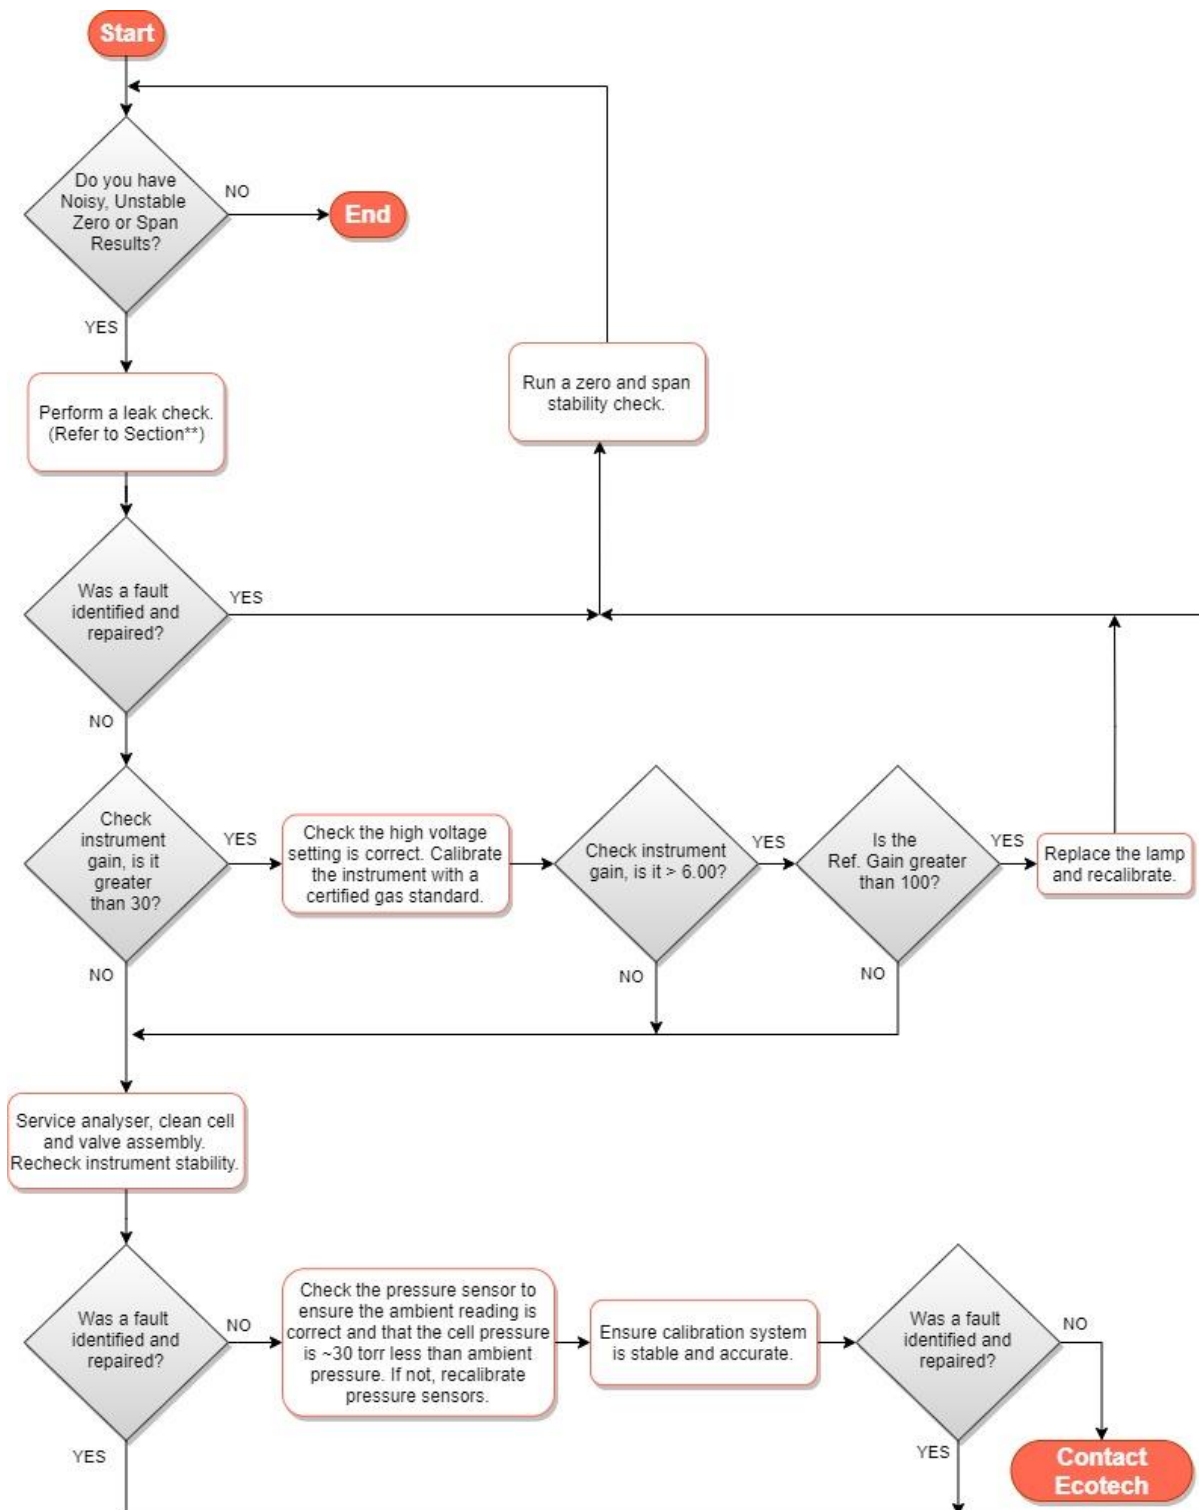 Start
Do you have
Noisy, Unstable
Zero or Span
Results?
NO
End
YES
Perform a leak check.
(Refer to Section**)
Run a zero and span
stability check.
Was a fault
identified and
repaired?
YES
NO
Check
instrument
gain, is it
greater
than 30?
YES
Check the high voltage
setting is correct. Calibrate
the instrument with a
certified gas standard.
Check instrument
gain, is it > 6.00?
YES
Is the
Ref. Gain greater
than 100?
YES
Replace the lamp
and recalibrate.
NO
NO
NO
Service analyser, clean cell
and valve assembly.
Recheck instrument stability.
Was a fault
identified and
repaired?
NO
Check the pressure sensor to
ensure the ambient reading is
correct and that the cell pressure
is ~30 torr less than ambient
pressure. If not, recalibrate
pressure sensors.
Ensure calibration system
is stable and accurate.
Was a fault
identified and
repaired?
NO
YES
YES
Contact
Ecotech